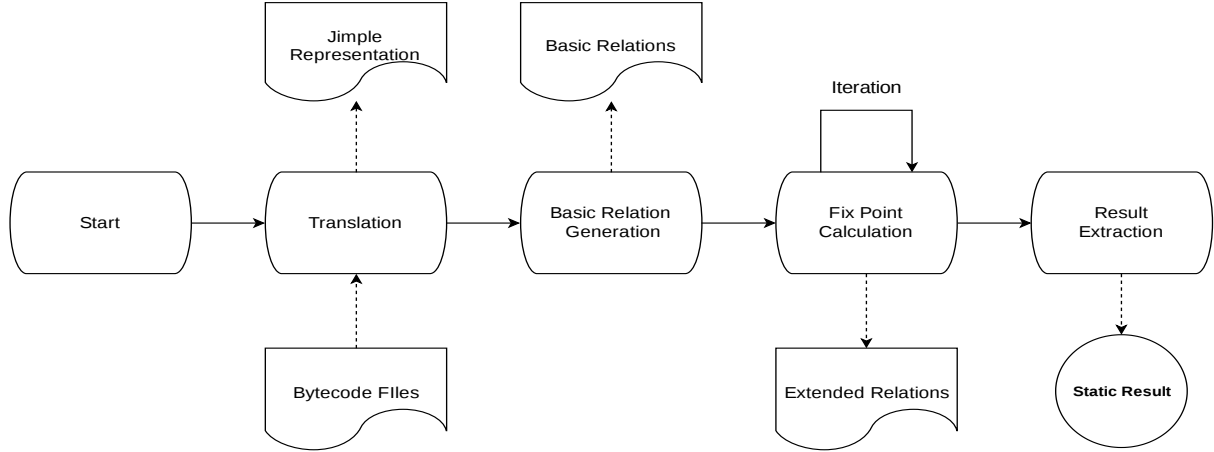 Jimple
Representation
Basic Relations
Iteration
Start
Translation
Basic Relation
Generation
Fix Point
Calculation
Result
Extraction
Bytecode FIles
Extended Relations
Static Result